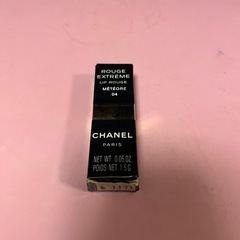 ROUGE
EXTRÊME
LIP ROUGE
MÉTÉORE
04
CHANEL
PARIS
NET WT. 0.05 OZ.
POIDS NET 1.5 G